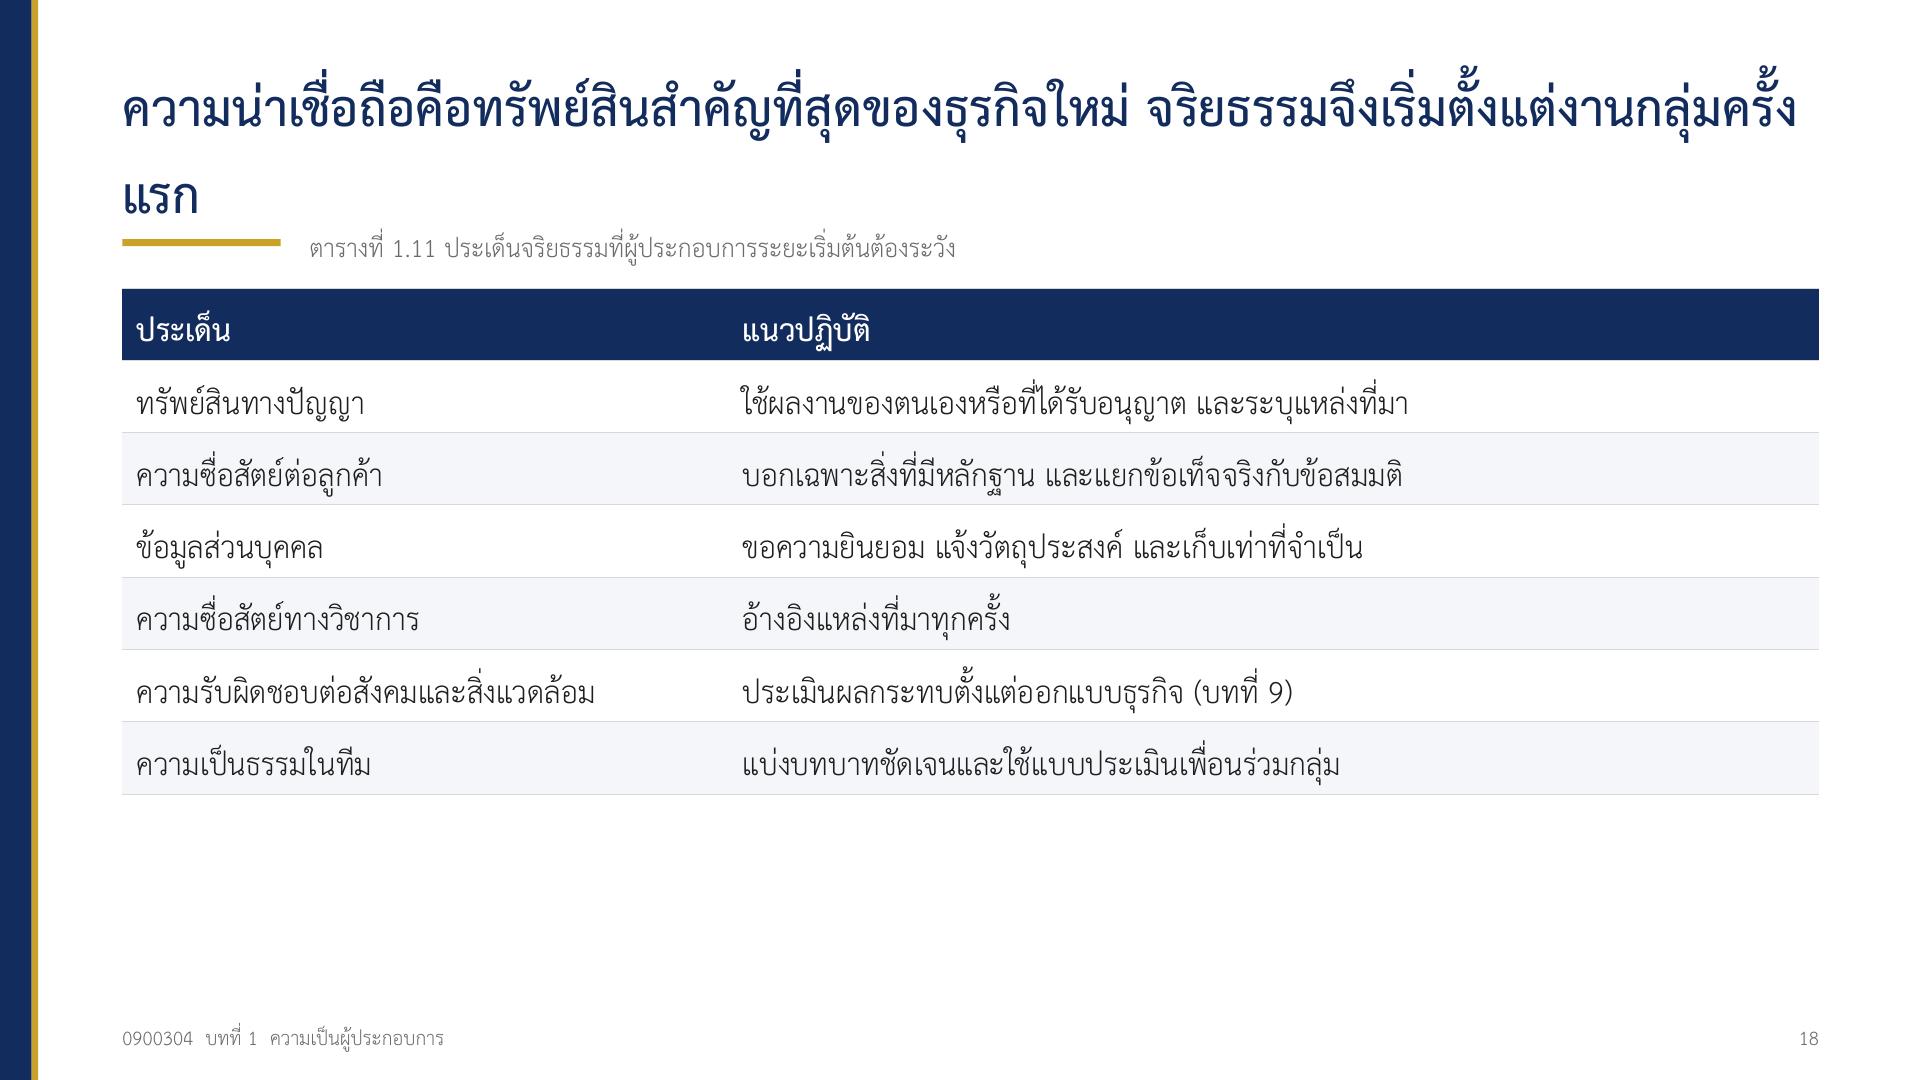 ความน่าเชื่อถือคือทรัพย์สินสำคัญที่สุดของธุรกิจใหม่ จริยธรรมจึงเริ่มตั้งแต่งานกลุ่มครั้ง
แรก
ตารางที่ 1.11 ประเด็นจริยธรรมที่ผู้ประกอบการระยะเริ่มต้นต้องระวัง
ประเด็น แนวปฏิบัติ
ทรัพย์สินทางปัญญา ใช้ผลงานของตนเองหรือที่ได้รับอนุญาต และระบุแหล่งที่มา
ความซื่อสัตย์ต่อลูกค้า บอกเฉพาะสิ่งที่มีหลักฐาน และแยกข้อเท็จจริงกับข้อสมมติ
ข้อมูลส่วนบุคคล ขอความยินยอม แจ้งวัตถุประสงค์ และเก็บเท่าที่จำเป็น
ความซื่อสัตย์ทางวิชาการ อ้างอิงแหล่งที่มาทุกครั้ง
ความรับผิดชอบต่อสังคมและสิ่งแวดล้อม ประเมินผลกระทบตั้งแต่ออกแบบธุรกิจ (บทที่ 9)
ความเป็นธรรมในทีม แบ่งบทบาทชัดเจนและใช้แบบประเมินเพื่อนร่วมกลุ่ม
0900304 บทที่ 1 ความเป็นผู้ประกอบการ 18